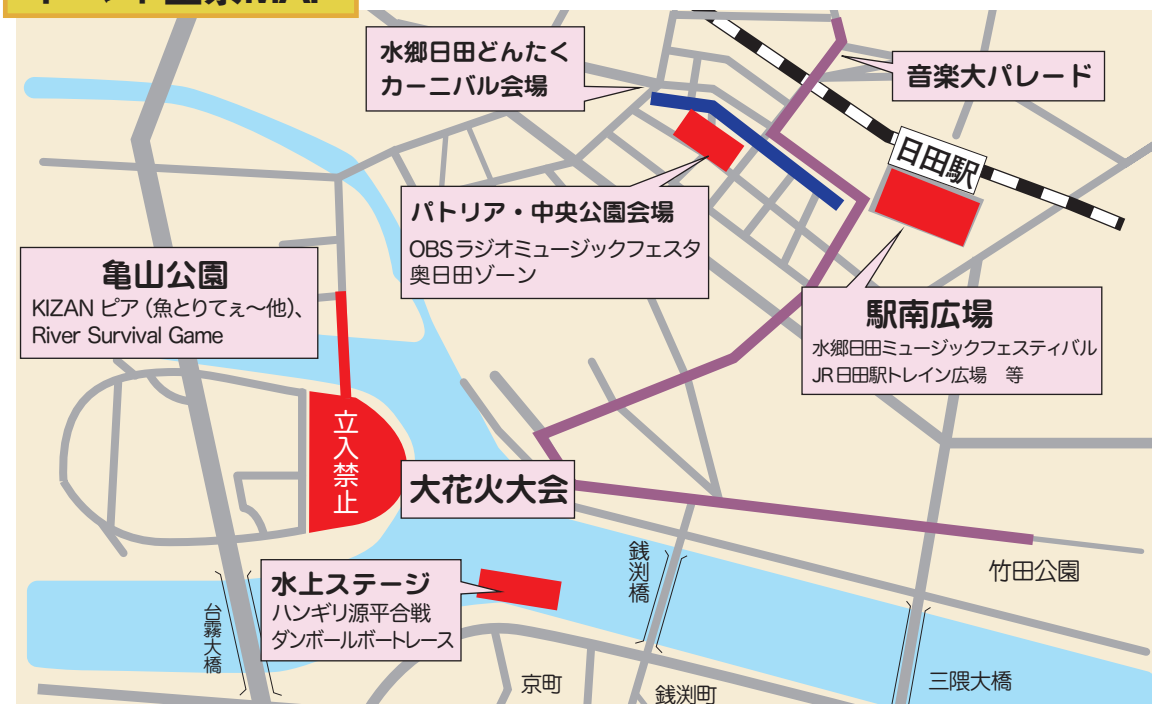 水郷日田どんたく
カーニバル会場
音楽大パレード
日田駅
パトリア・中央公園会場
OBSラジオミュージックフェスタ
奥日田ゾーン
亀山公園
KIZAN ピア（魚とりてぇ～他）、
River Survival Game
駅南広場
水郷日田ミュージックフェスティバル
JR日田駅トレイン広場　等
立入禁止
大花火大会
水上ステージ
ハンギリ源平合戦
ダンボールボートレース
銭渕橋
竹田公園
台霧大橋
京町
銭渕町
三隈大橋